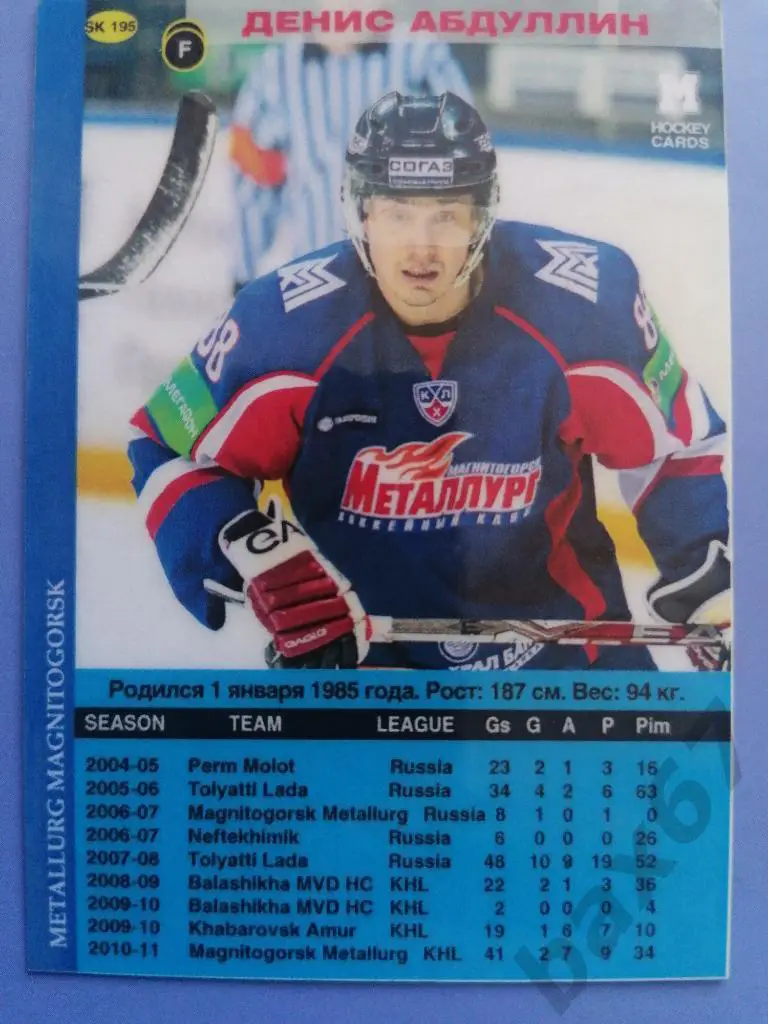 SK 195
ДЕНИС АБДУЛЛИН
F
M
HOCKEY
CARDS
СОГАЗ
88
8
МЕГАФОН
КХЛ
МАГНИТОГОРСК
МЕТАЛЛУРГ
ХОККЕЙНЫЙ КЛУБ
METALLURG MAGNITOGORSK
Родился 1 января 1985 года. Рост: 187 см. Вес: 94 кг.
SEASON TEAM LEAGUE Gs G A P Pim
2004-05 Perm Molot Russia 23 2 1 3 16
2005-06 Tolyatti Lada Russia 34 4 2 6 63
2006-07 Magnitogorsk Metallurg Russia 8 1 0 1 0
2006-07 Neftekhimik Russia 6 0 0 0 26
2007-08 Tolyatti Lada Russia 48 10 9 19 52
2008-09 Balashikha MVD HC KHL 22 2 1 3 36
2009-10 Balashikha MVD HC KHL 2 0 0 0 4
2009-10 Khabarovsk Amur KHL 19 1 6 7 10
2010-11 Magnitogorsk Metallurg KHL 41 2 7 9 34
bax67